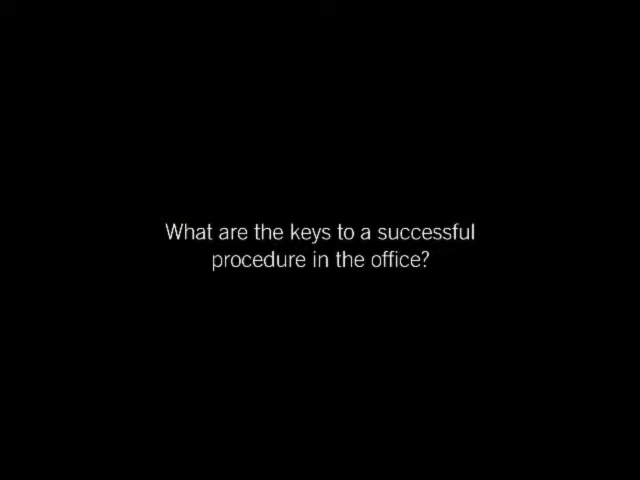 What are the keys to a successful
procedure in the office?